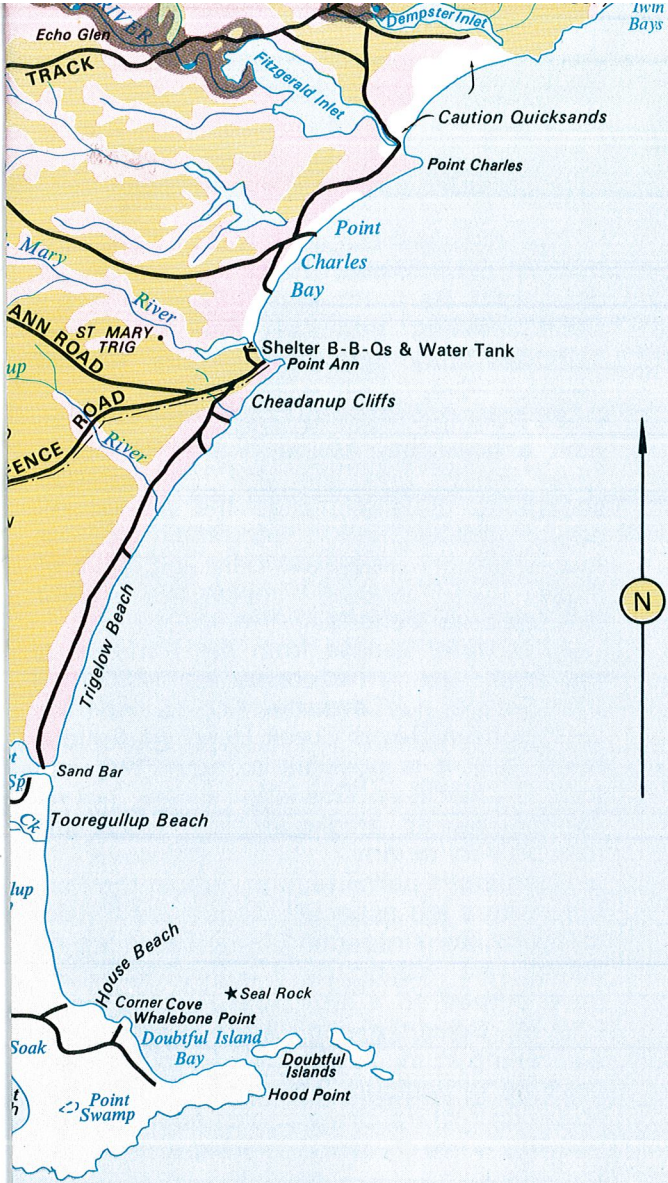 RIVER
Dempster Inlet
Twin
Bays
Echo Glen
TRACK
Fitzgerald Inlet
Caution Quicksands
Point Charles
Point
Charles
Bay
Mary
River
ANN ROAD
ST MARY
TRIG
Shelter B-B-Qs & Water Tank
Point Ann
up
Cheadanup Cliffs
ROAD
FENCE
River
N
Trigelow Beach
Sand Bar
Sp
Ck
Tooregullup Beach
lup
House Beach
Seal Rock
Corner Cove
Whalebone Point
Doubtful Island
Bay
Soak
Doubtful
Islands
Hood Point
Point
Swamp
t
h